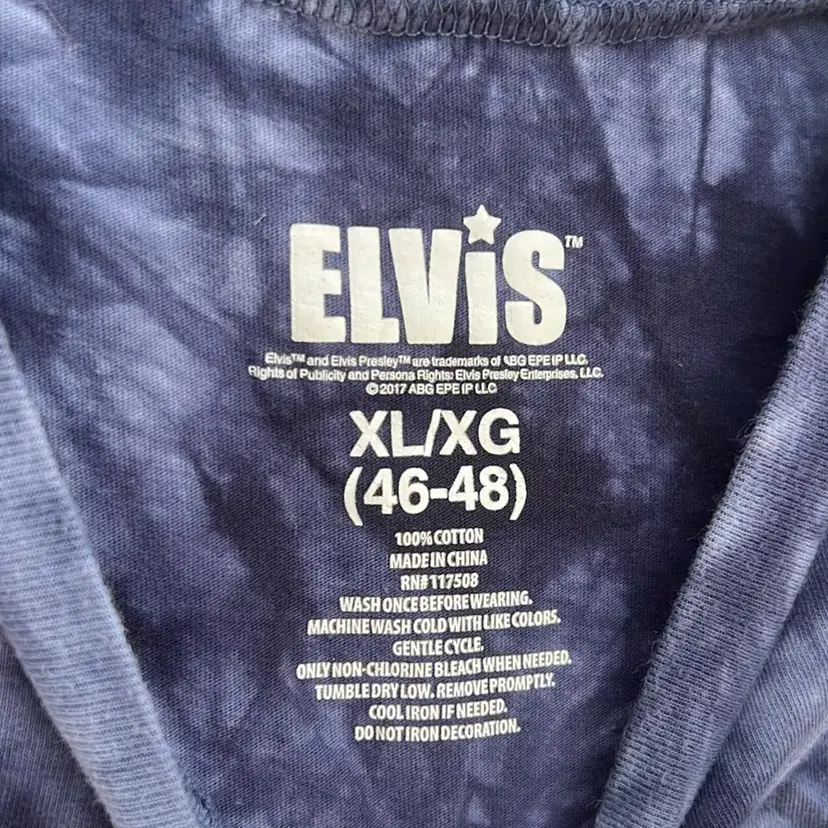 ELViS™
Elvis™ and Elvis Presley™ are trademarks of ABG EPE IP LLC.
Rights of Publicity and Persona Rights: Elvis Presley Enterprises, LLC.
© 2017 ABG EPE IP LLC
XL/XG
(46-48)
100% COTTON
MADE IN CHINA
RN# 117508
WASH ONCE BEFORE WEARING.
MACHINE WASH COLD WITH LIKE COLORS.
GENTLE CYCLE.
ONLY NON-CHLORINE BLEACH WHEN NEEDED.
TUMBLE DRY LOW. REMOVE PROMPTLY.
COOL IRON IF NEEDED.
DO NOT IRON DECORATION.